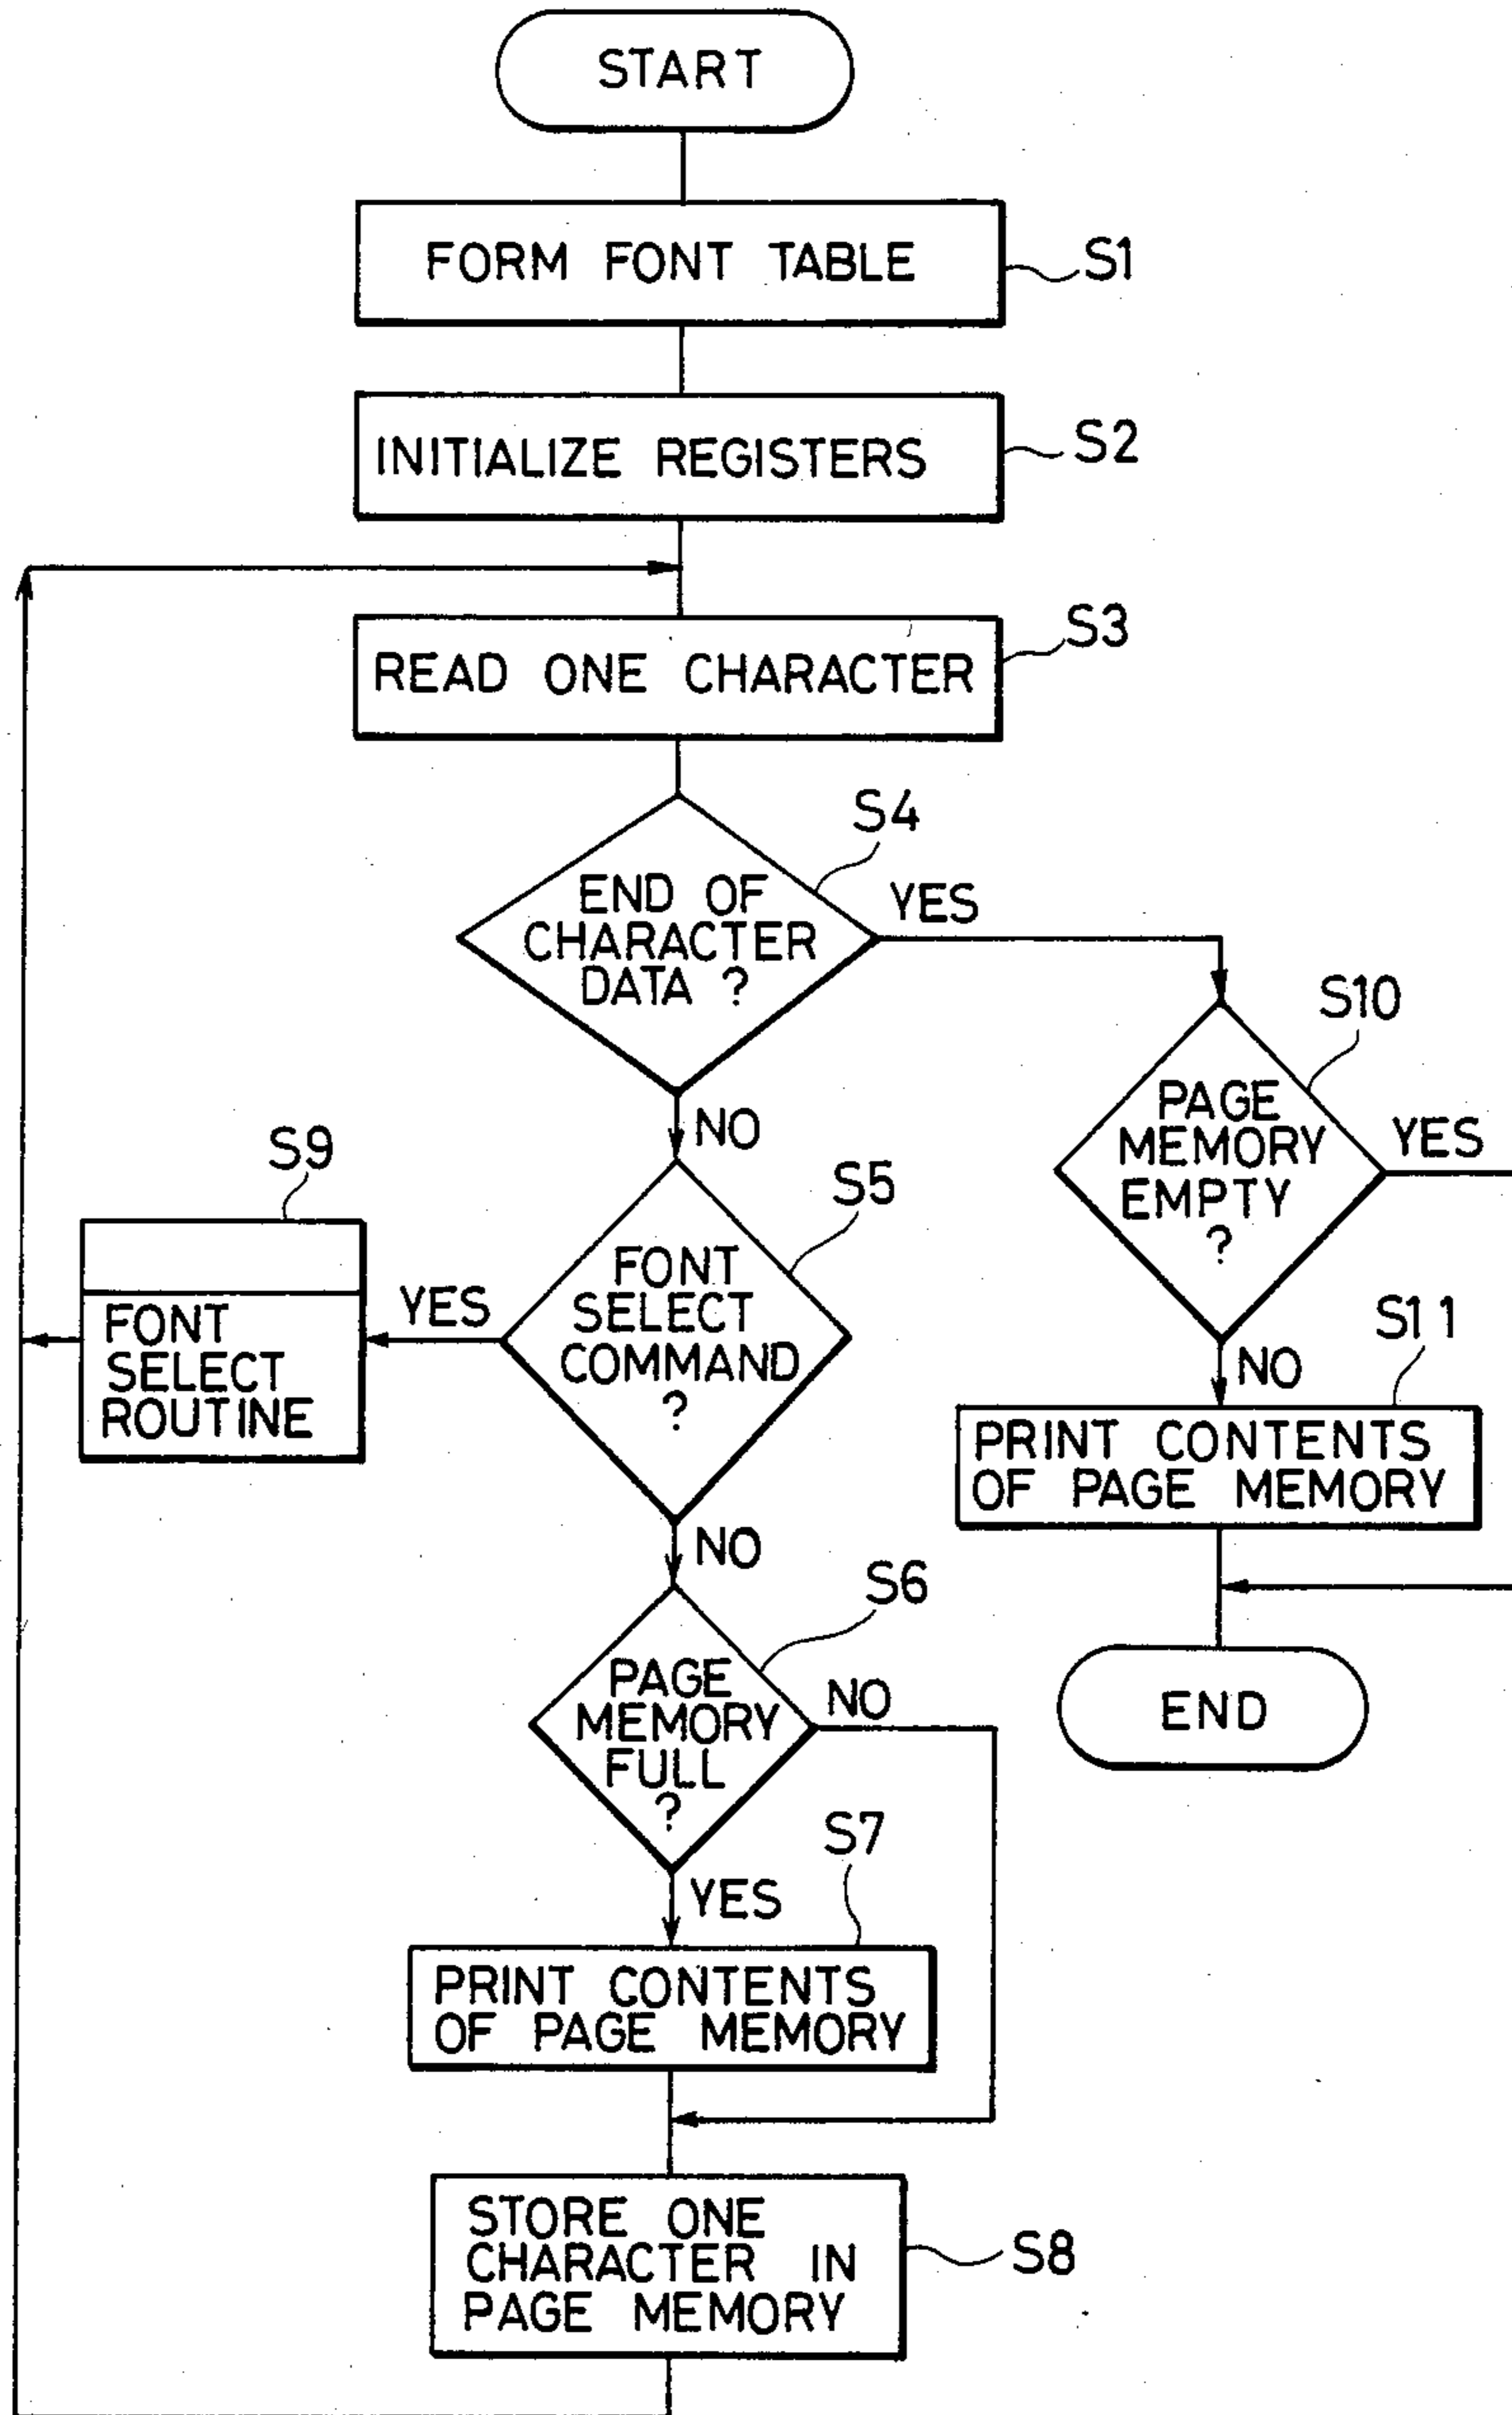 START
FORM FONT TABLE
S1
INITIALIZE REGISTERS
S2
READ ONE CHARACTER
S3
S4
END OF
CHARACTER
DATA ?
YES
NO
S10
PAGE
MEMORY
EMPTY
?
YES
NO
S9
FONT
SELECT
ROUTINE
YES
S5
FONT
SELECT
COMMAND
?
NO
S11
PRINT CONTENTS
OF PAGE MEMORY
END
S6
PAGE
MEMORY
FULL
?
NO
YES
S7
PRINT CONTENTS
OF PAGE MEMORY
STORE ONE
CHARACTER IN
PAGE MEMORY
S8